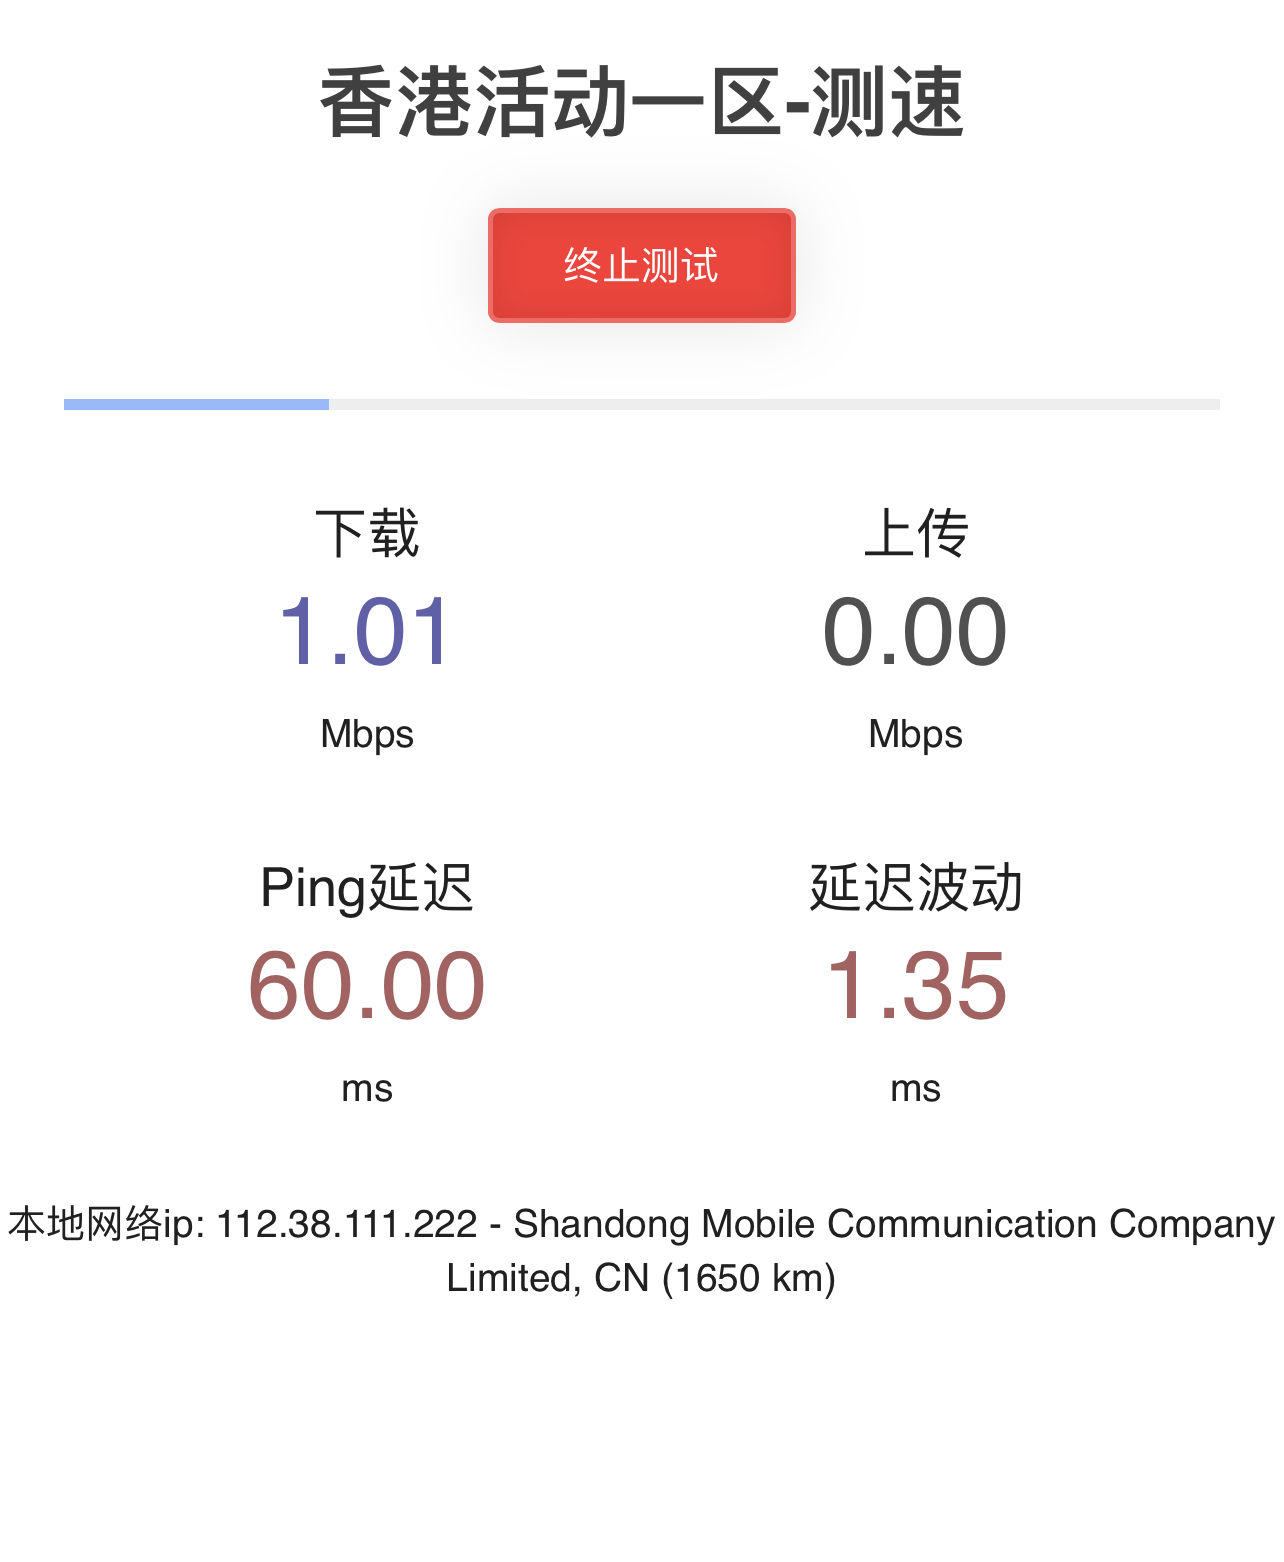 香港活动一区-测速
终止测试
下载
1.01
Mbps
上传
0.00
Mbps
Ping延迟
60.00
ms
延迟波动
1.35
ms
本地网络ip: 112.38.111.222 - Shandong Mobile Communication Company
Limited, CN (1650 km)